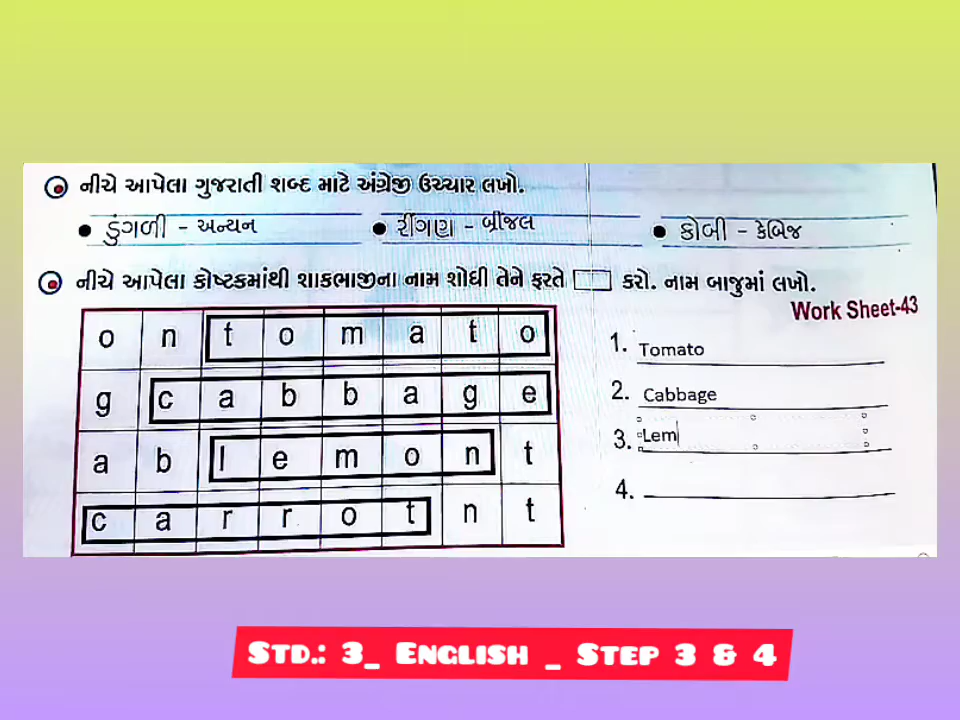 નીચે આપેલા ગુજરાતી શબ્દ માટે અંગ્રેજી ઉચ્ચાર લખો.
• ડુંગળી - અન્યન • રીંગણ - બ્રીંજલ • કોબી - કેબિજ
નીચે આપેલા કોષ્ટકમાંથી શાકભાજીના નામ શોધી તેને ફરતે કરો. નામ બાજુમાં લખો.
Work Sheet-43
o n t o m a t o
g c a b b a g e
a b l e m o n t
c a r r o t n t
1. Tomato
2. Cabbage
3. Lem
4.
STD.: 3_ ENGLISH _ STEP 3 & 4